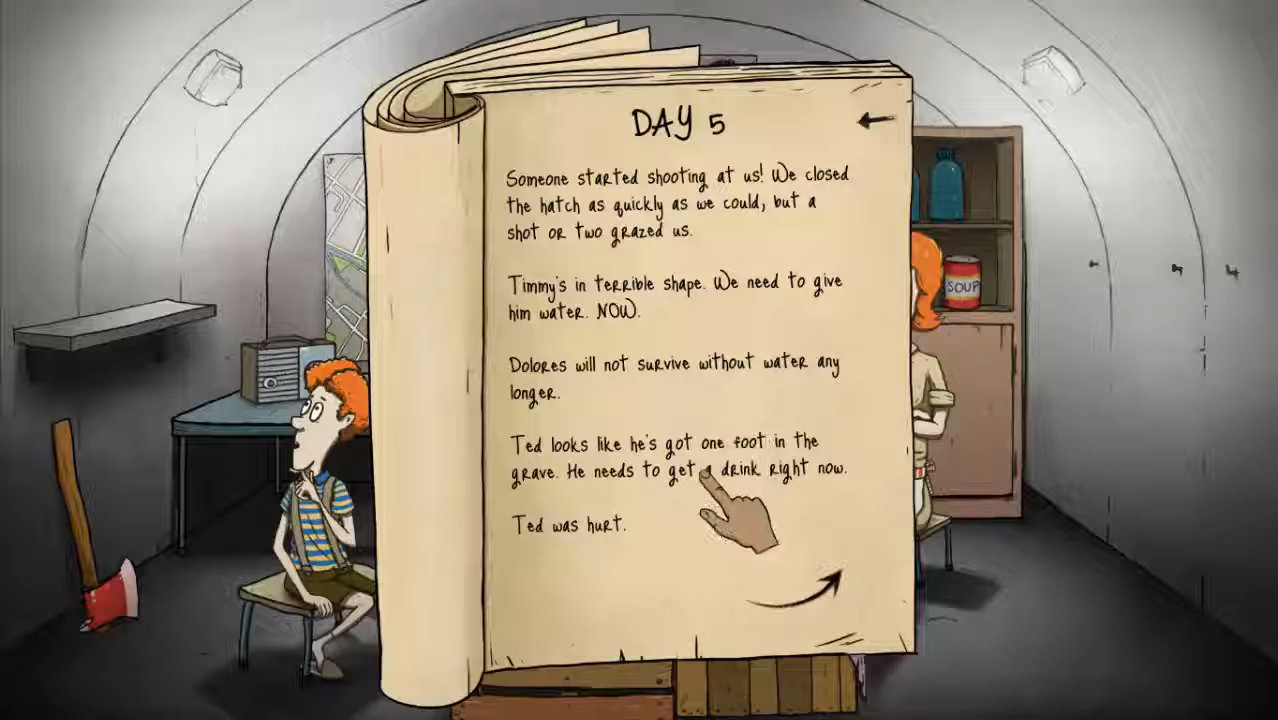 DAY 5
Someone started shooting at us! We closed
the hatch as quickly as we could, but a
shot or two grazed us.
Timmy's in terrible shape. We need to give
him water. NOW.
Dolores will not survive without water any
longer.
Ted looks like he's got one foot in the
grave. He needs to get a drink right now.
Ted was hurt.
SOUP